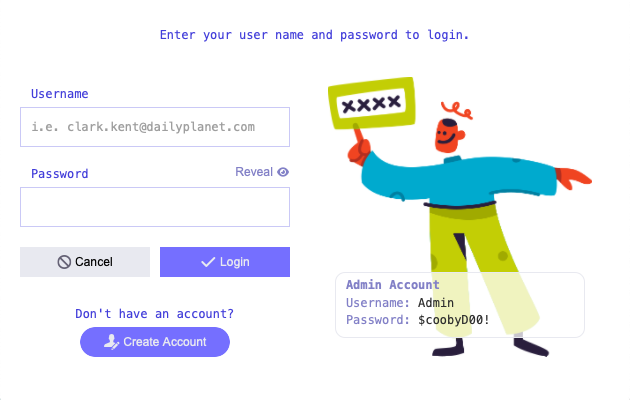 Enter your user name and password to login.
Username
i.e. clark.kent@dailyplanet.com
Password
Reveal
Cancel
Login
Don't have an account?
Create Account
XXXX
Admin Account
Username: Admin
Password: $coobyD00!